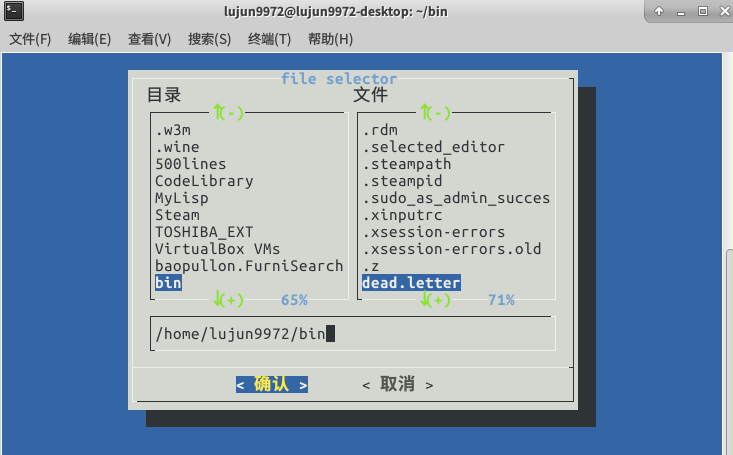 lujun9972@lujun9972-desktop: ~/bin
文件(F) 编辑(E) 查看(V) 搜索(S) 终端(T) 帮助(H)
file selector
目录 文件
↑(-) ↑(-)
.w3m .rdm
.wine .selected_editor
500lines .steampath
CodeLibrary .steampid
MyLisp .sudo_as_admin_succes
Steam .xinputrc
TOSHIBA_EXT .xsession-errors
VirtualBox VMs .xsession-errors.old
baopullon.FurniSearch .z
bin dead.letter
↓(+) 65% ↓(+) 71%
/home/lujun9972/bin
< 确认 > < 取消 >